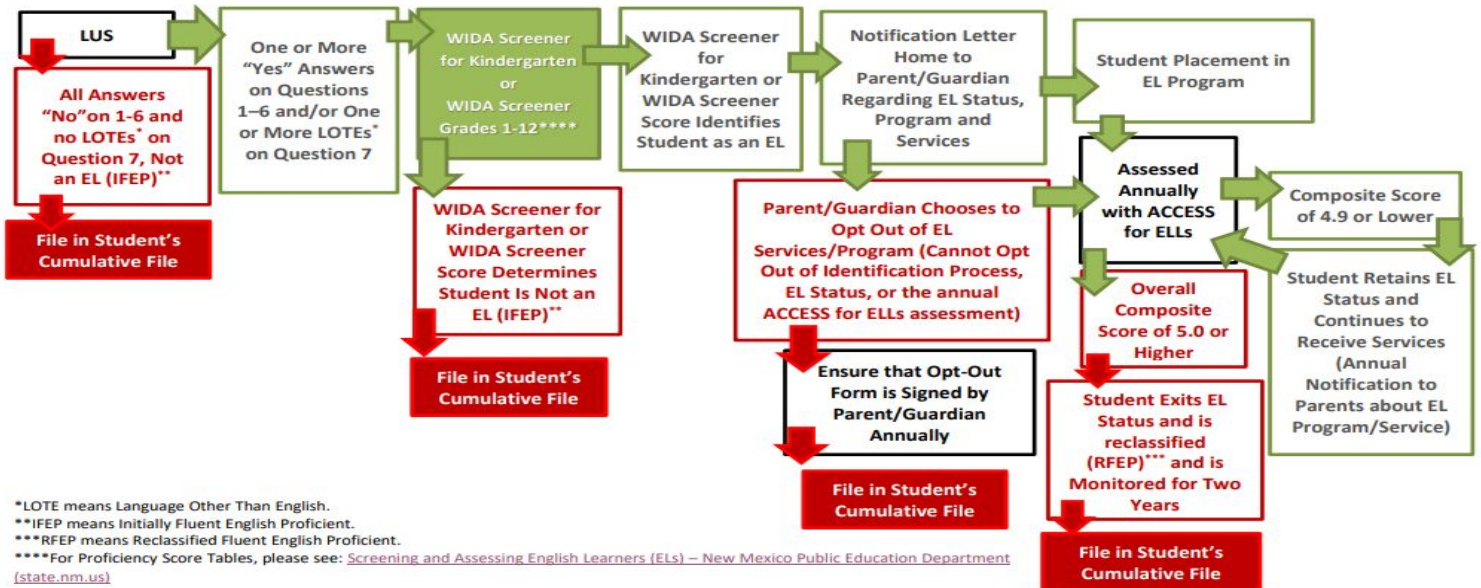 LUS
All Answers
“No”on 1-6 and
no LOTEs* on
Question 7, Not
an EL (IFEP)**
File in Student’s
Cumulative File
One or More
“Yes” Answers
on Questions
1–6 and/or One
or More LOTEs*
on Question 7
WIDA Screener
for Kindergarten
or
WIDA Screener
Grades 1-12****
WIDA Screener for
Kindergarten or
WIDA Screener
Score Determines
Student Is Not an
EL (IFEP)**
File in Student’s
Cumulative File
WIDA Screener
for
Kindergarten or
WIDA Screener
Score Identifies
Student as an EL
Notification Letter
Home to
Parent/Guardian
Regarding EL Status,
Program and
Services
Parent/Guardian Chooses to
Opt Out of EL
Services/Program (Cannot Opt
Out of Identification Process,
EL Status, or the annual
ACCESS for ELLs assessment)
Ensure that Opt-Out
Form is Signed by
Parent/Guardian
Annually
File in Student’s
Cumulative File
Student Placement in
EL Program
Assessed
Annually
with ACCESS
for ELLs
Composite Score
of 4.9 or Lower
Student Retains EL
Status and
Continues to
Receive Services
(Annual
Notification to
Parents about EL
Program/Service)
Overall
Composite
Score of 5.0 or
Higher
Student Exits EL
Status and is
reclassified
(RFEP)*** and is
Monitored for Two
Years
File in Student’s
Cumulative File
*LOTE means Language Other Than English.
**IFEP means Initially Fluent English Proficient.
***RFEP means Reclassified Fluent English Proficient.
****For Proficiency Score Tables, please see: Screening and Assessing English Learners (ELs) – New Mexico Public Education Department
(state.nm.us)